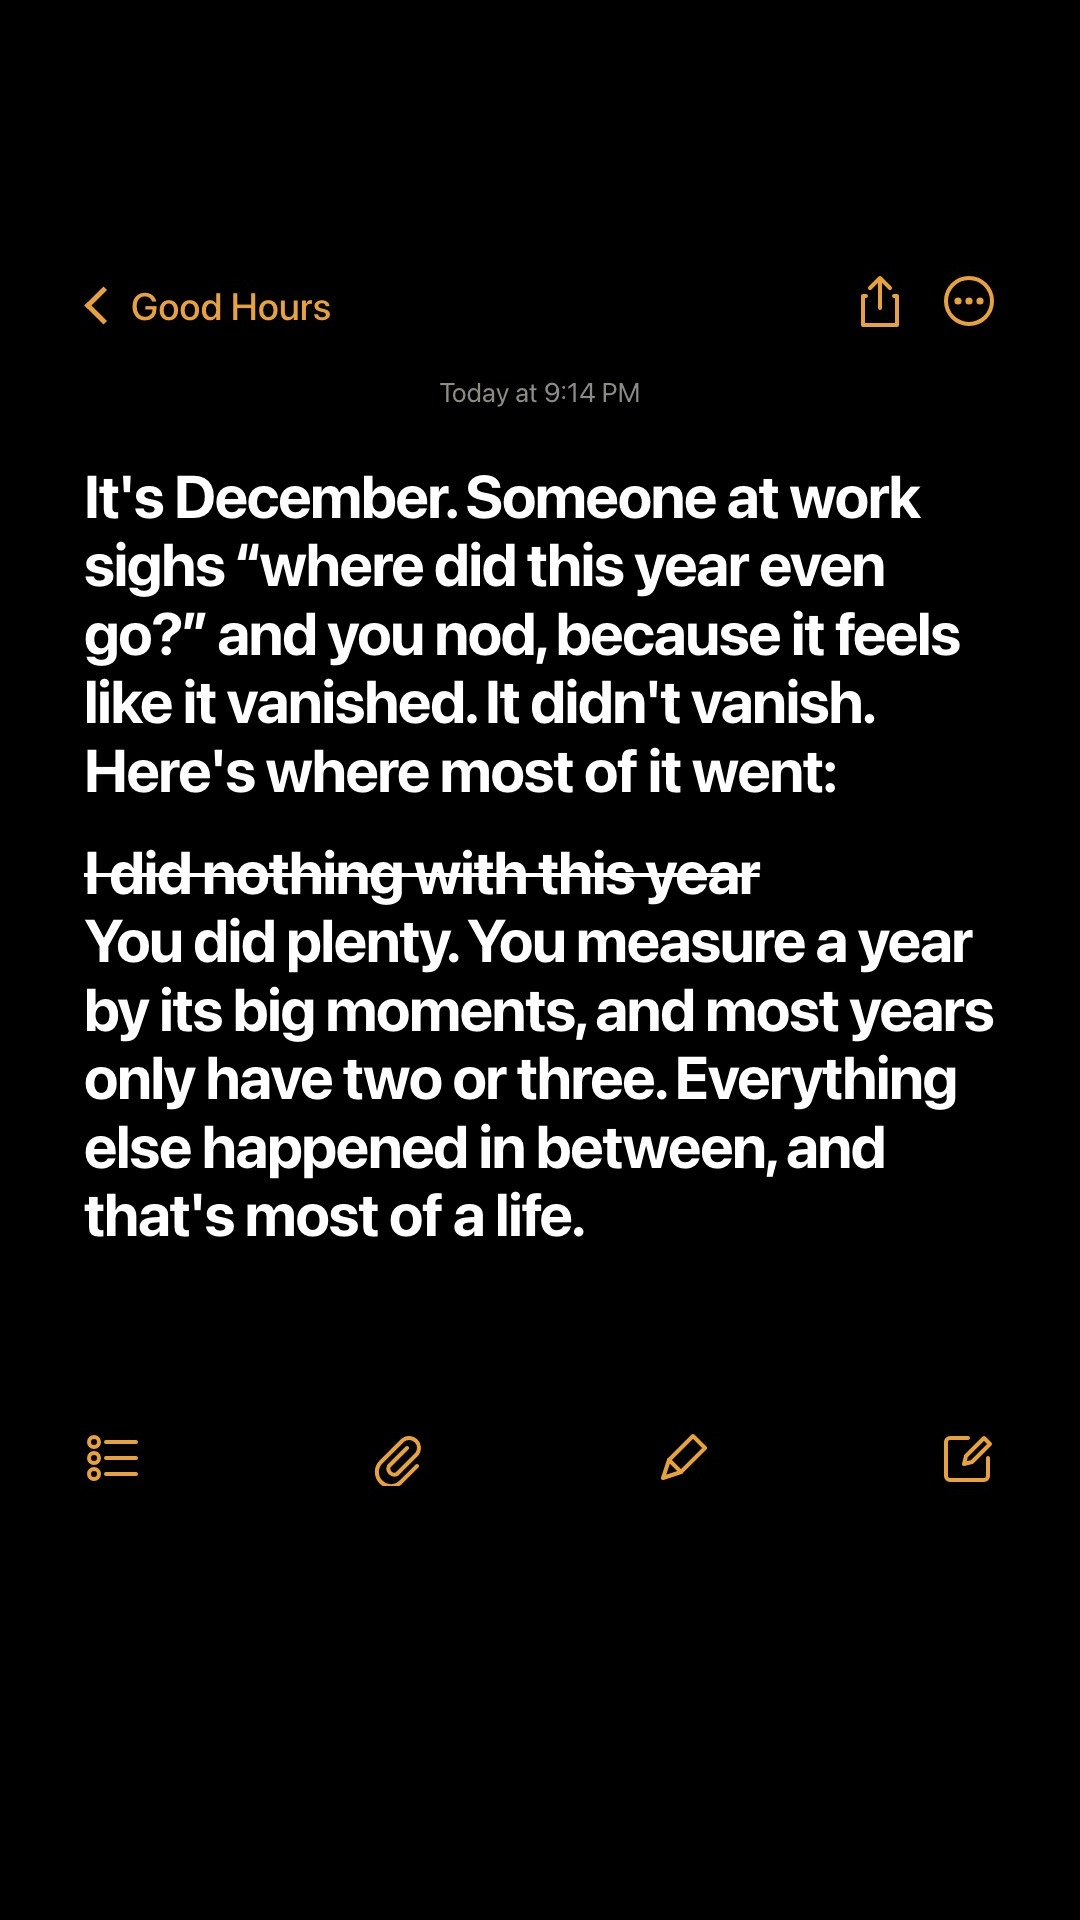 Good Hours
Today at 9:14 PM
It's December. Someone at work
sighs “where did this year even
go?” and you nod, because it feels
like it vanished. It didn't vanish.
Here's where most of it went:
I did nothing with this year
You did plenty. You measure a year
by its big moments, and most years
only have two or three. Everything
else happened in between, and
that's most of a life.